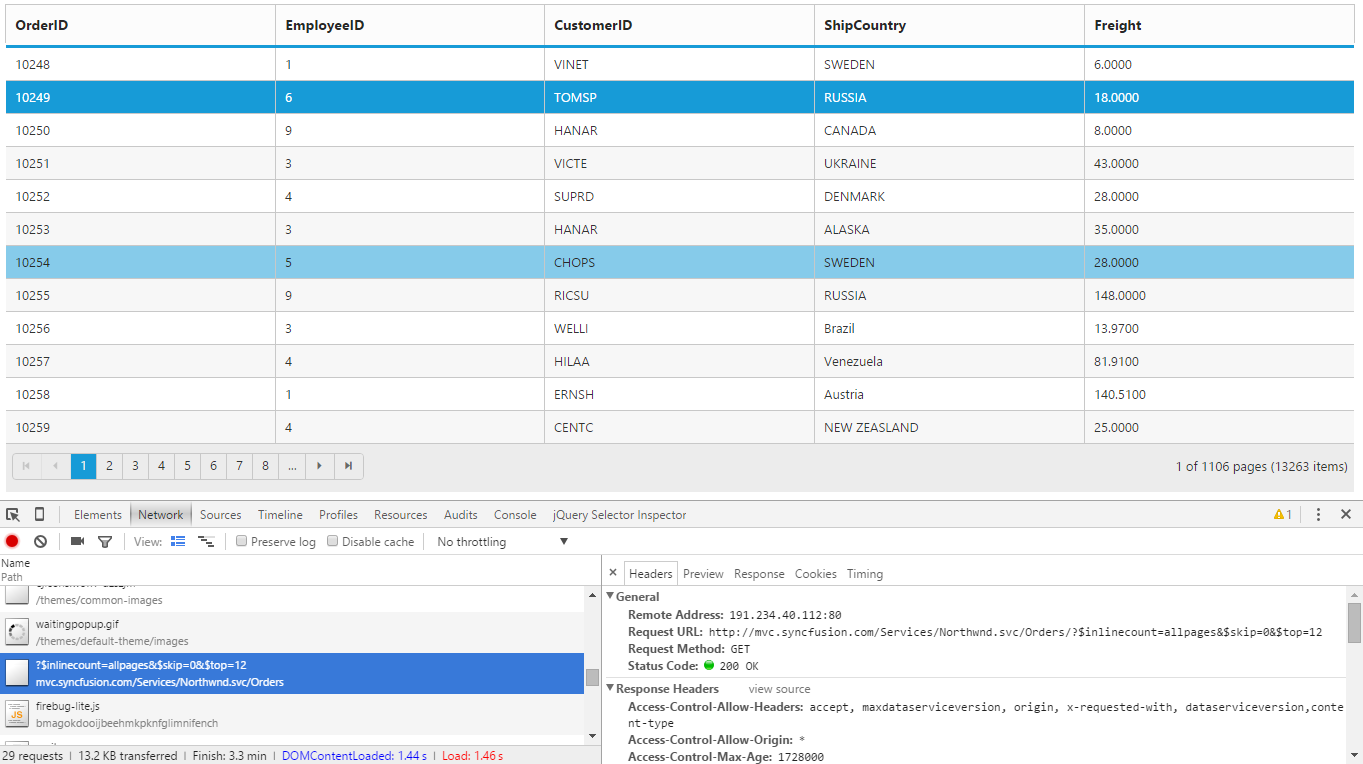 OrderID EmployeeID CustomerID ShipCountry Freight
10248 1 VINET SWEDEN 6.0000
10249 6 TOMSP RUSSIA 18.0000
10250 9 HANAR CANADA 8.0000
10251 3 VICTE UKRAINE 43.0000
10252 4 SUPRD DENMARK 28.0000
10253 3 HANAR ALASKA 35.0000
10254 5 CHOPS SWEDEN 28.0000
10255 9 RICSU RUSSIA 148.0000
10256 3 WELLI Brazil 13.9700
10257 4 HILAA Venezuela 81.9100
10258 1 ERNSH Austria 140.5100
10259 4 CENTC NEW ZEASLAND 25.0000
1 2 3 4 5 6 7 8 ... 1 of 1106 pages (13263 items)
Elements Network Sources Timeline Profiles Resources Audits Console jQuery Selector Inspector 1
View: Preserve log Disable cache No throttling
Name
Path
/themes/common-images
waitingpopup.gif
/themes/default-theme/images
?$inlinecount=allpages&$skip=0&$top=12
mvc.syncfusion.com/Services/Northwnd.svc/Orders
JS
firebug-lite.js
bmagokdooijbeehmkpknfglimnifench
29 requests | 13.2 KB transferred | Finish: 3.3 min | DOMContentLoaded: 1.44 s | Load: 1.46 s
Headers Preview Response Cookies Timing
General
Remote Address: 191.234.40.112:80
Request URL: http://mvc.syncfusion.com/Services/Northwnd.svc/Orders/?$inlinecount=allpages&$skip=0&$top=12
Request Method: GET
Status Code: 200 OK
Response Headers view source
Access-Control-Allow-Headers: accept, maxdataserviceversion, origin, x-requested-with, dataserviceversion,conte
nt-type
Access-Control-Allow-Origin: *
Access-Control-Max-Age: 1728000